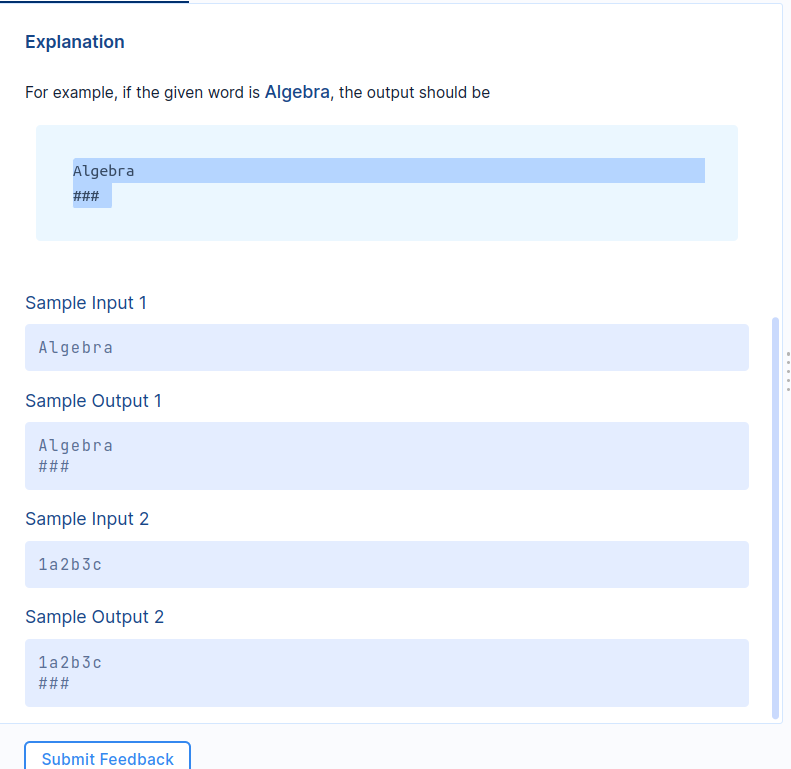 Explanation
For example, if the given word is Algebra, the output should be
Algebra
###
Sample Input 1
Algebra
Sample Output 1
Algebra
###
Sample Input 2
1a2b3c
Sample Output 2
1a2b3c
###
Submit Feedback